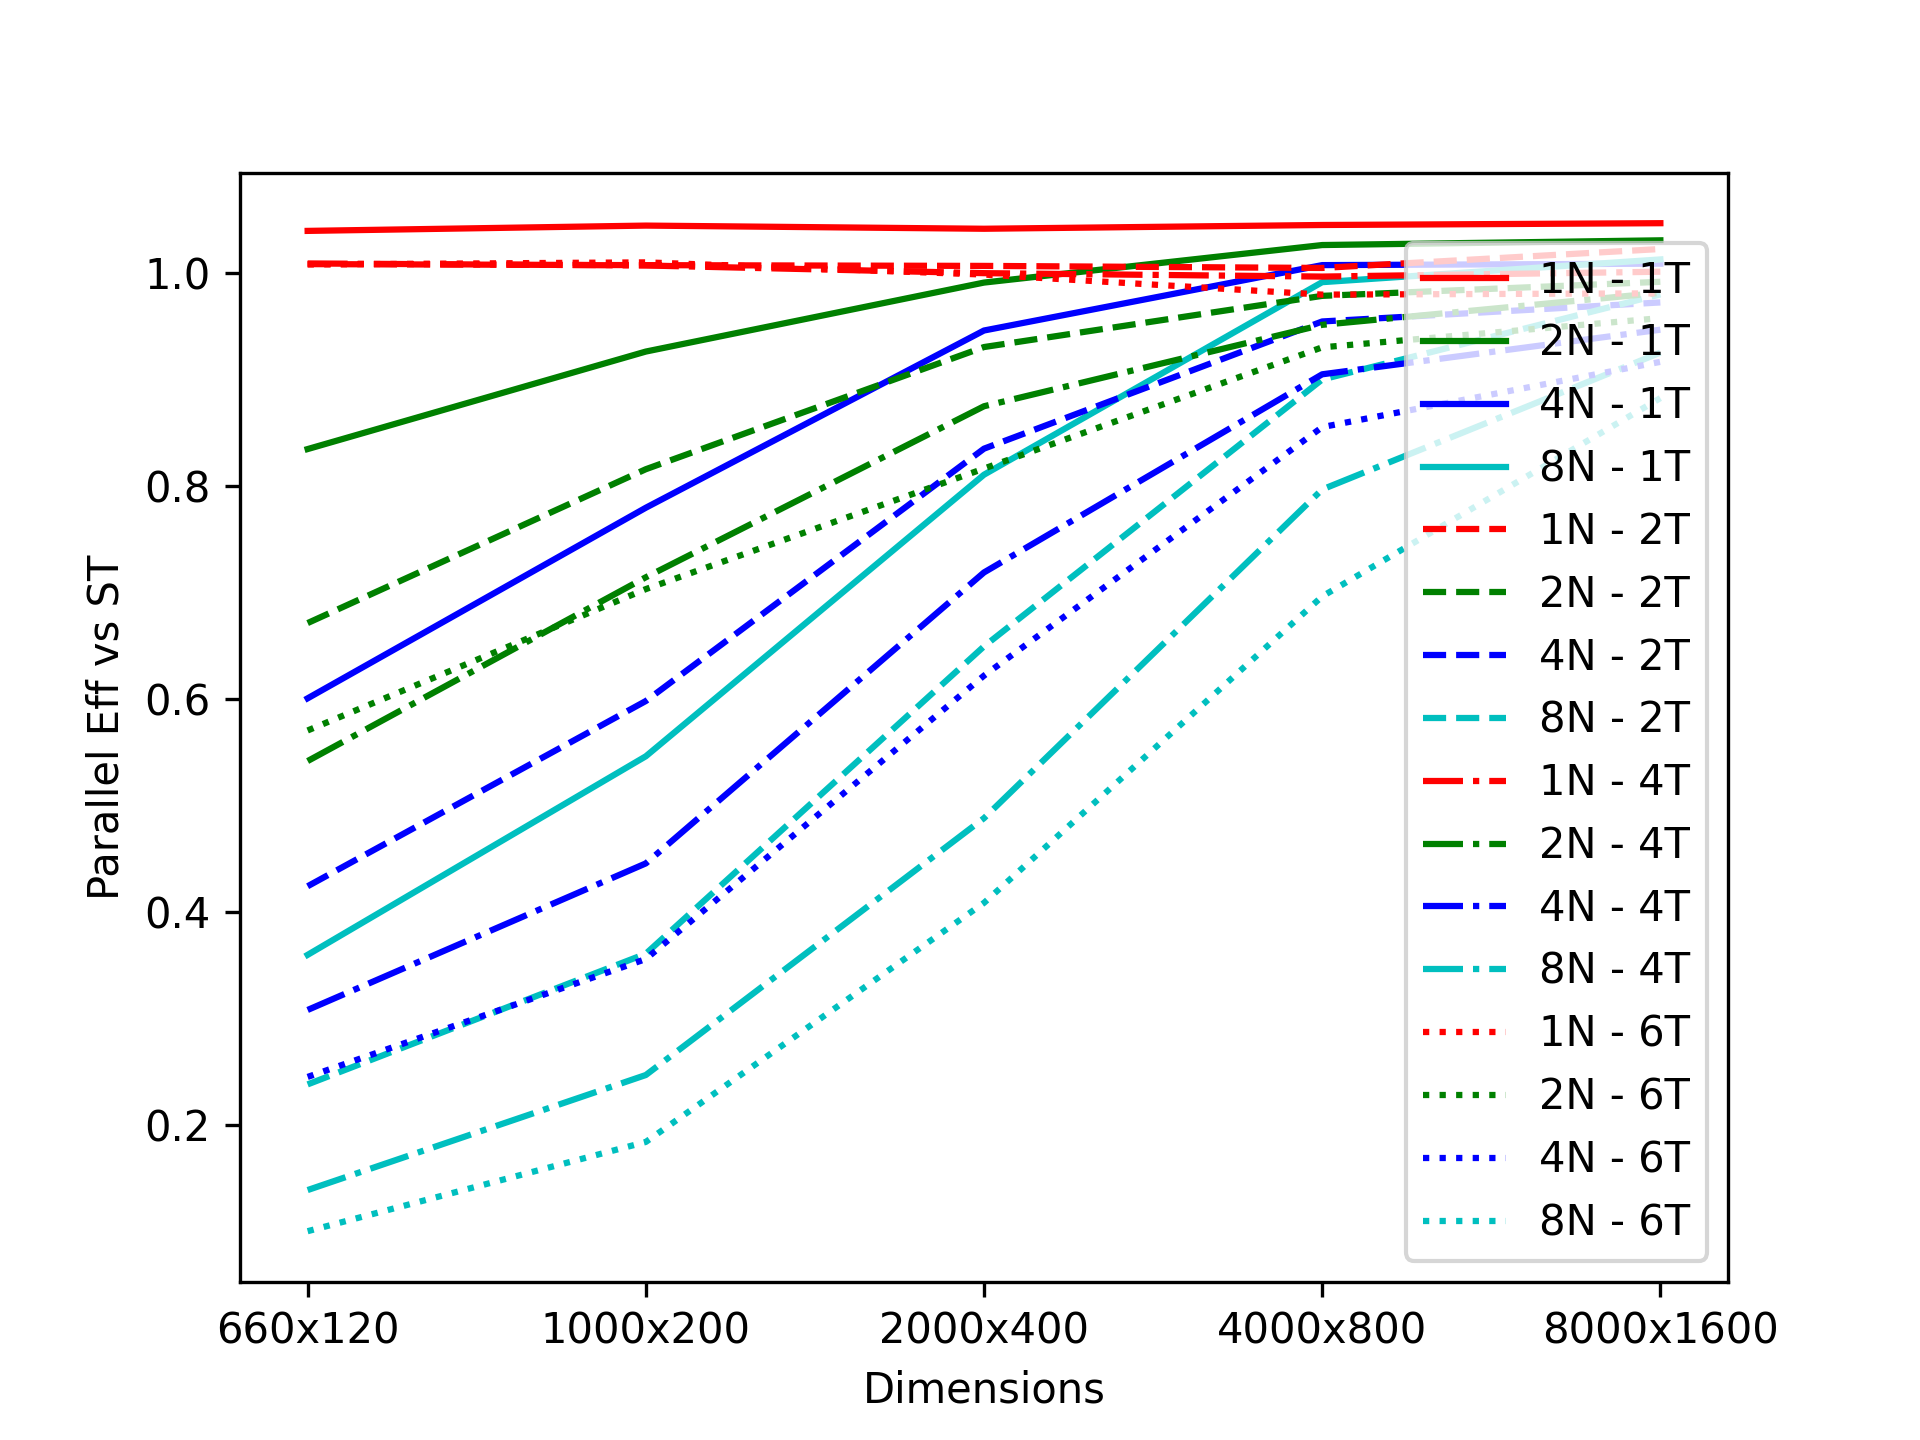 1.0
0.8
0.6
0.4
0.2
Parallel Eff vs ST
1N - 1T
2N - 1T
4N - 1T
8N - 1T
1N - 2T
2N - 2T
4N - 2T
8N - 2T
1N - 4T
2N - 4T
4N - 4T
8N - 4T
1N - 6T
2N - 6T
4N - 6T
8N - 6T
660x120 1000x200 2000x400 4000x800 8000x1600
Dimensions